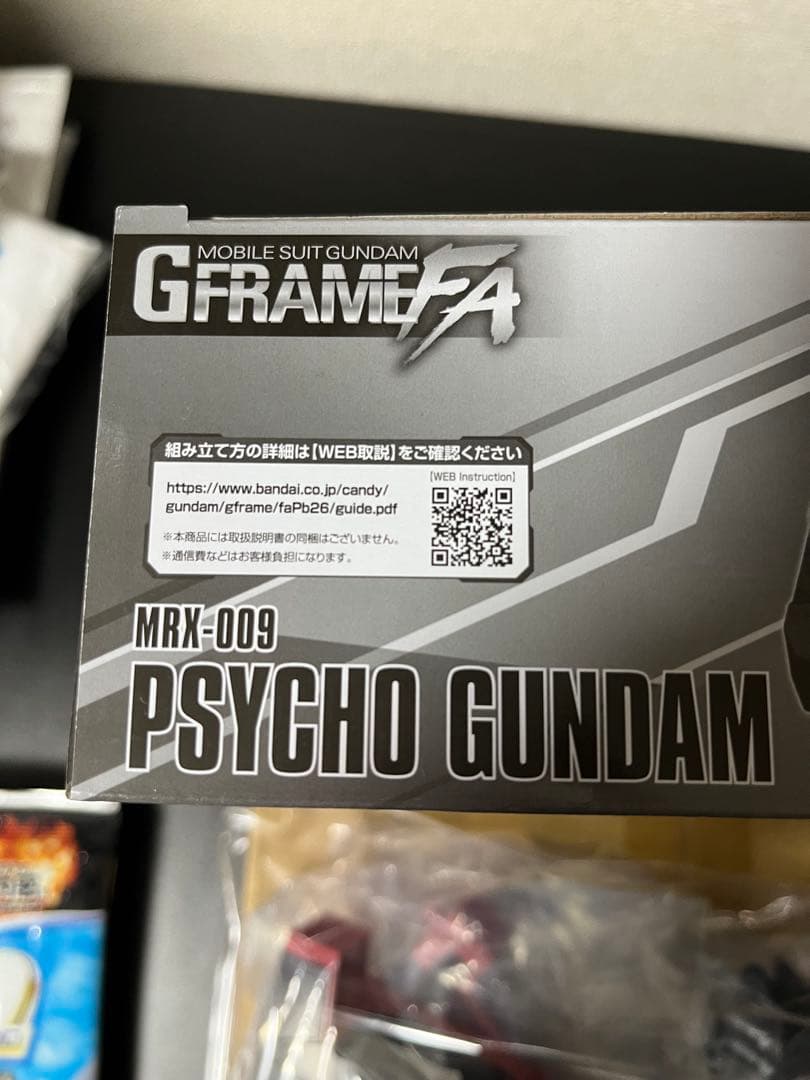 MOBILE SUIT GUNDAM
GFRAMEFA
組み立て方の詳細は【WEB取説】をご確認ください
[WEB Instruction]
https://www.bandai.co.jp/candy/
gundam/gframe/faPb26/guide.pdf
※本商品には取扱説明書の同梱はございません。
※通信費などはお客様負担になります。
MRX-009
PSYCHO GUNDAM